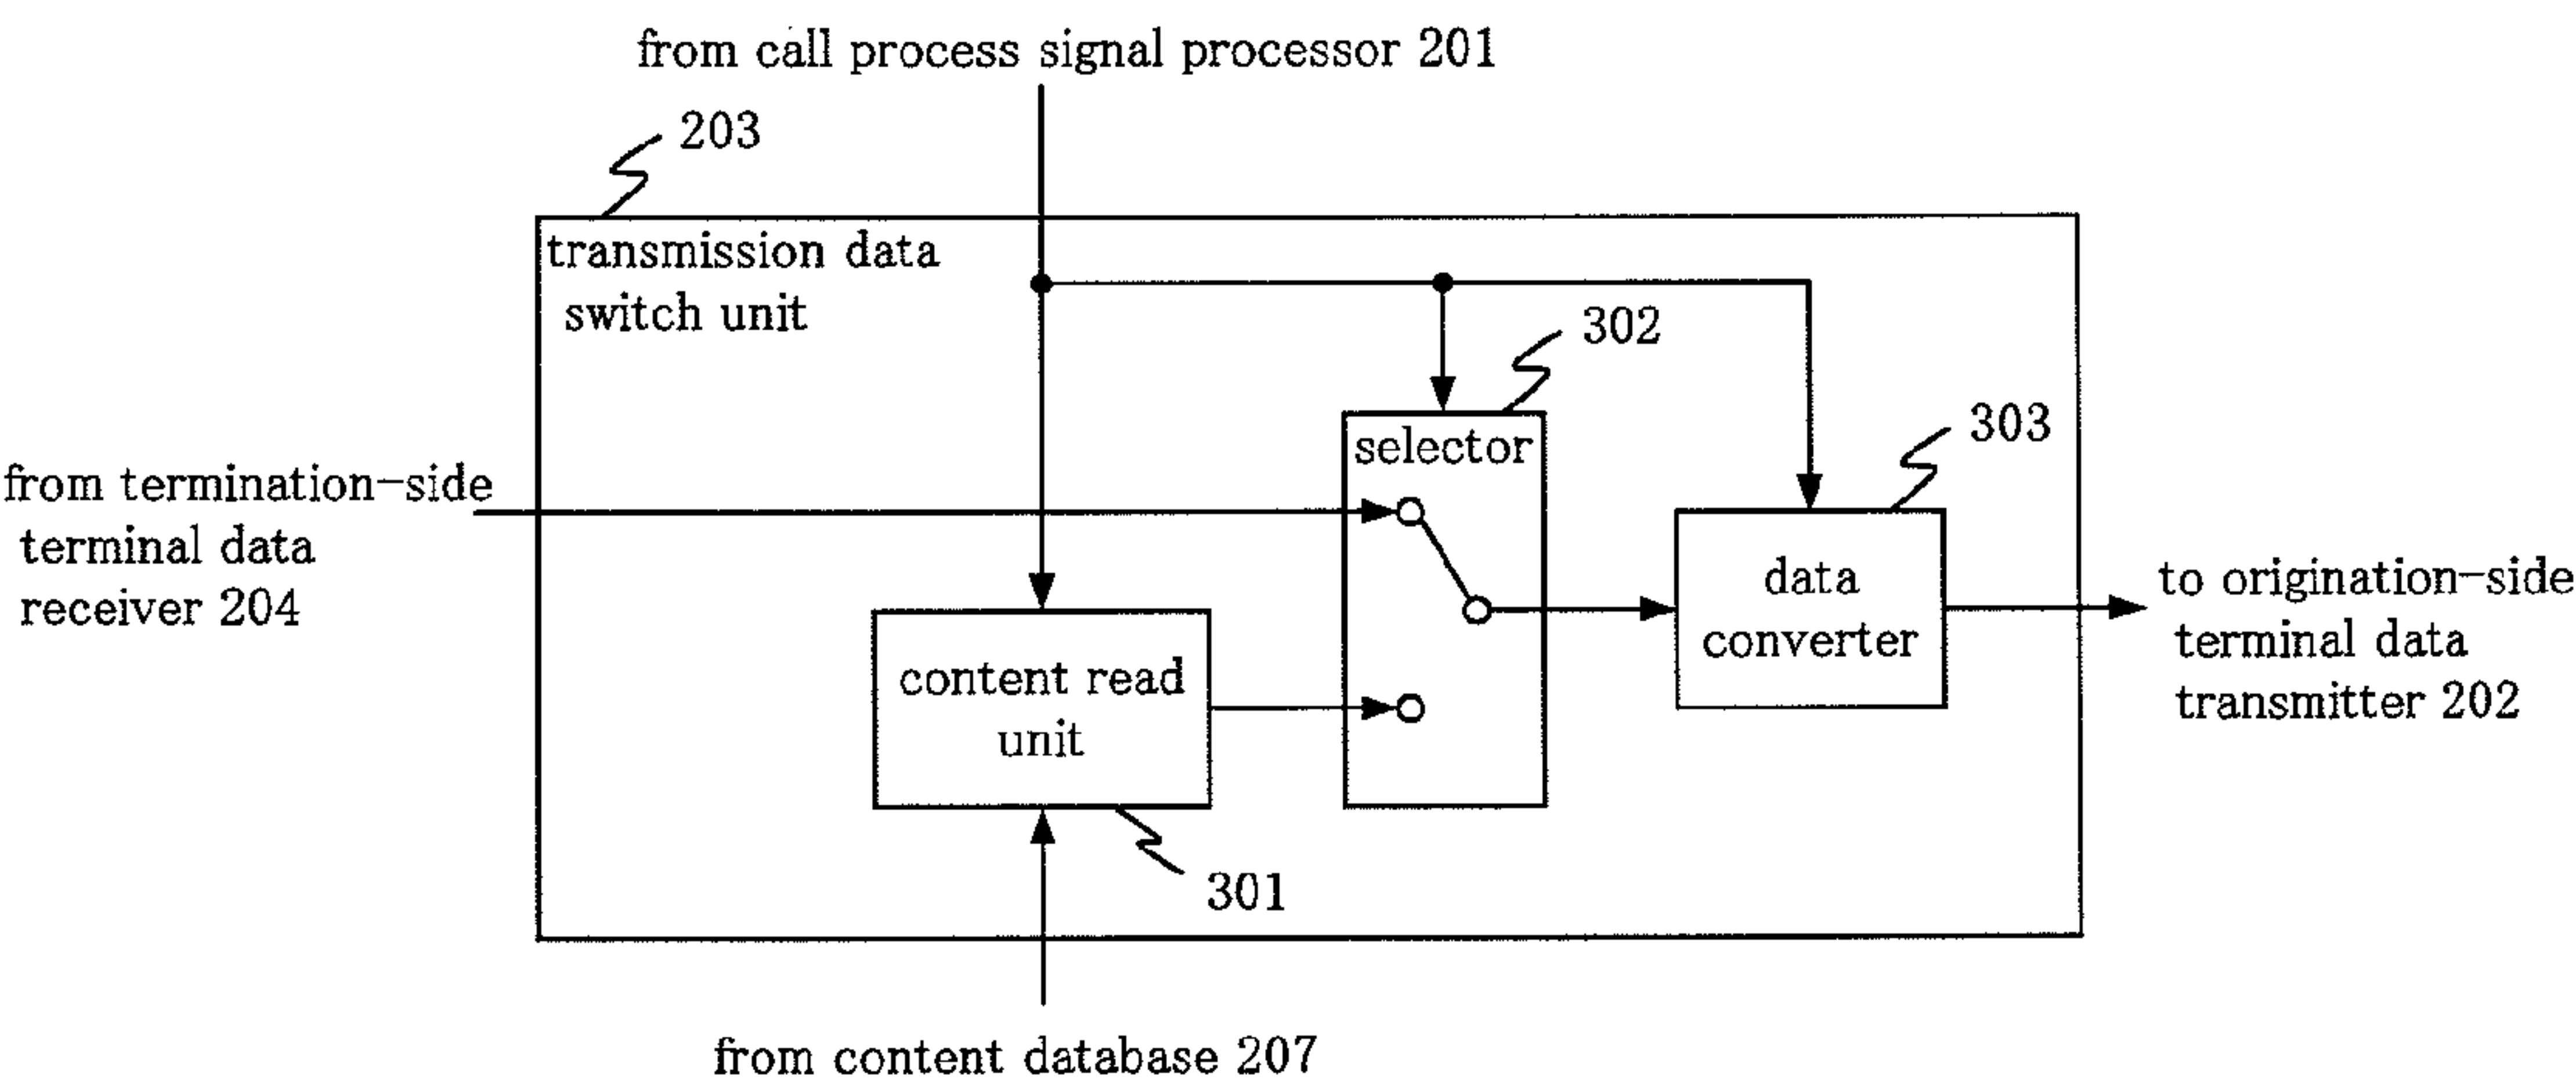 from call process signal processor 201
203
transmission data
switch unit
302
selector
303
from termination-side
terminal data
receiver 204
data
converter
to origination-side
terminal data
transmitter 202
content read
unit
301
from content database 207